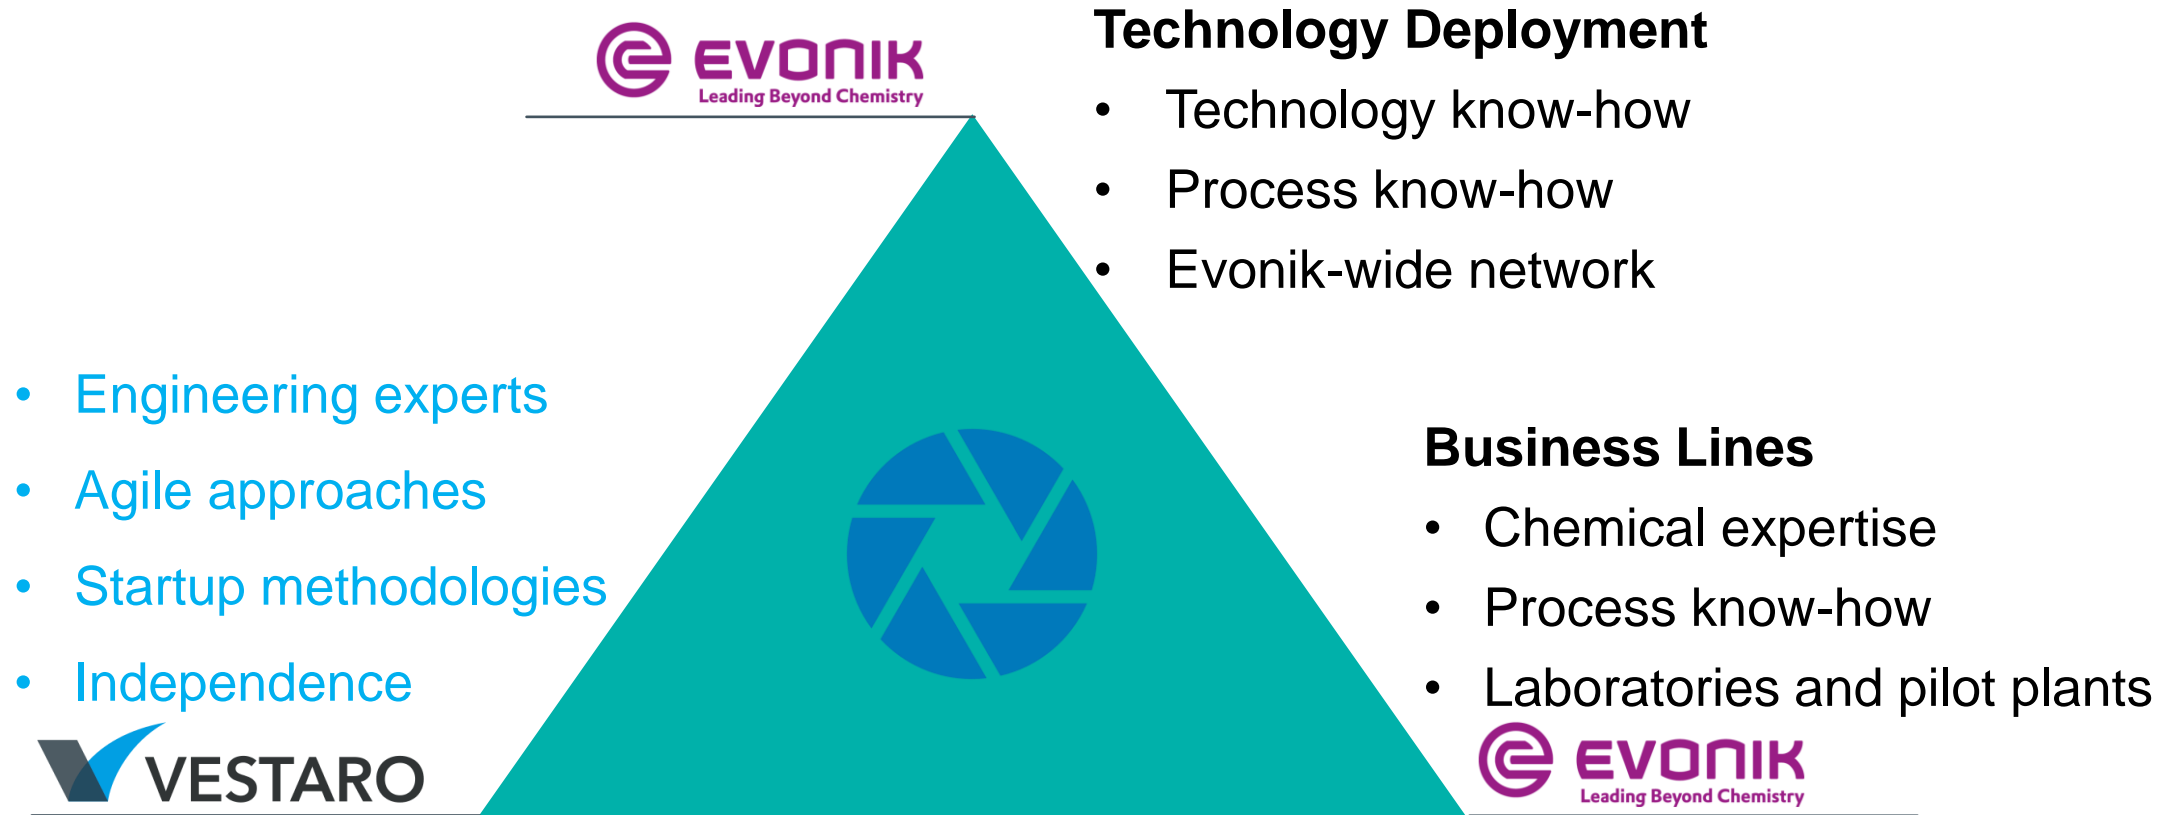 EVONIK
Leading Beyond Chemistry
Technology Deployment
• Technology know-how
• Process know-how
• Evonik-wide network
• Engineering experts
• Agile approaches
• Startup methodologies
• Independence
VESTARO
Business Lines
• Chemical expertise
• Process know-how
• Laboratories and pilot plants
EVONIK
Leading Beyond Chemistry